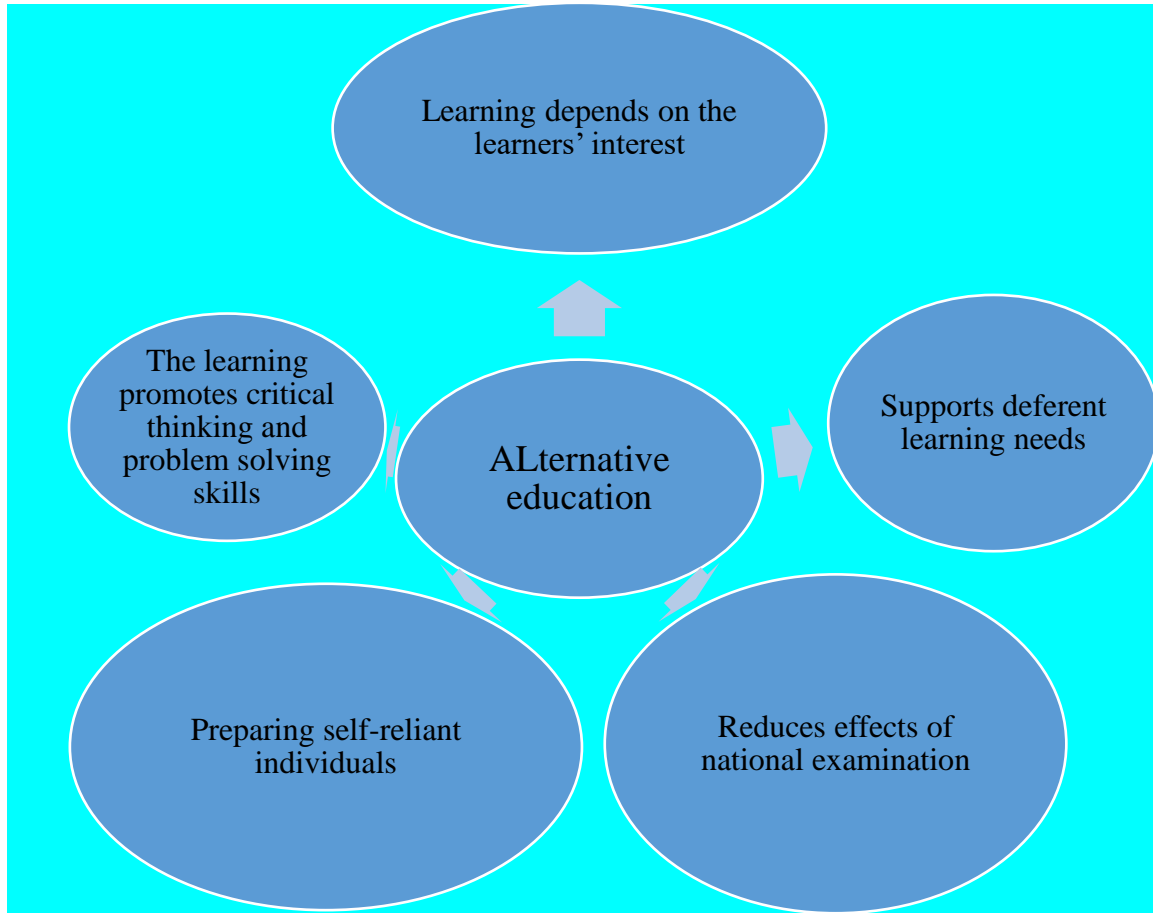 Learning depends on the
learners’ interest
The learning
promotes critical
thinking and
problem solving
skills
ALternative
education
Supports deferent
learning needs
Preparing self-reliant
individuals
Reduces effects of
national examination